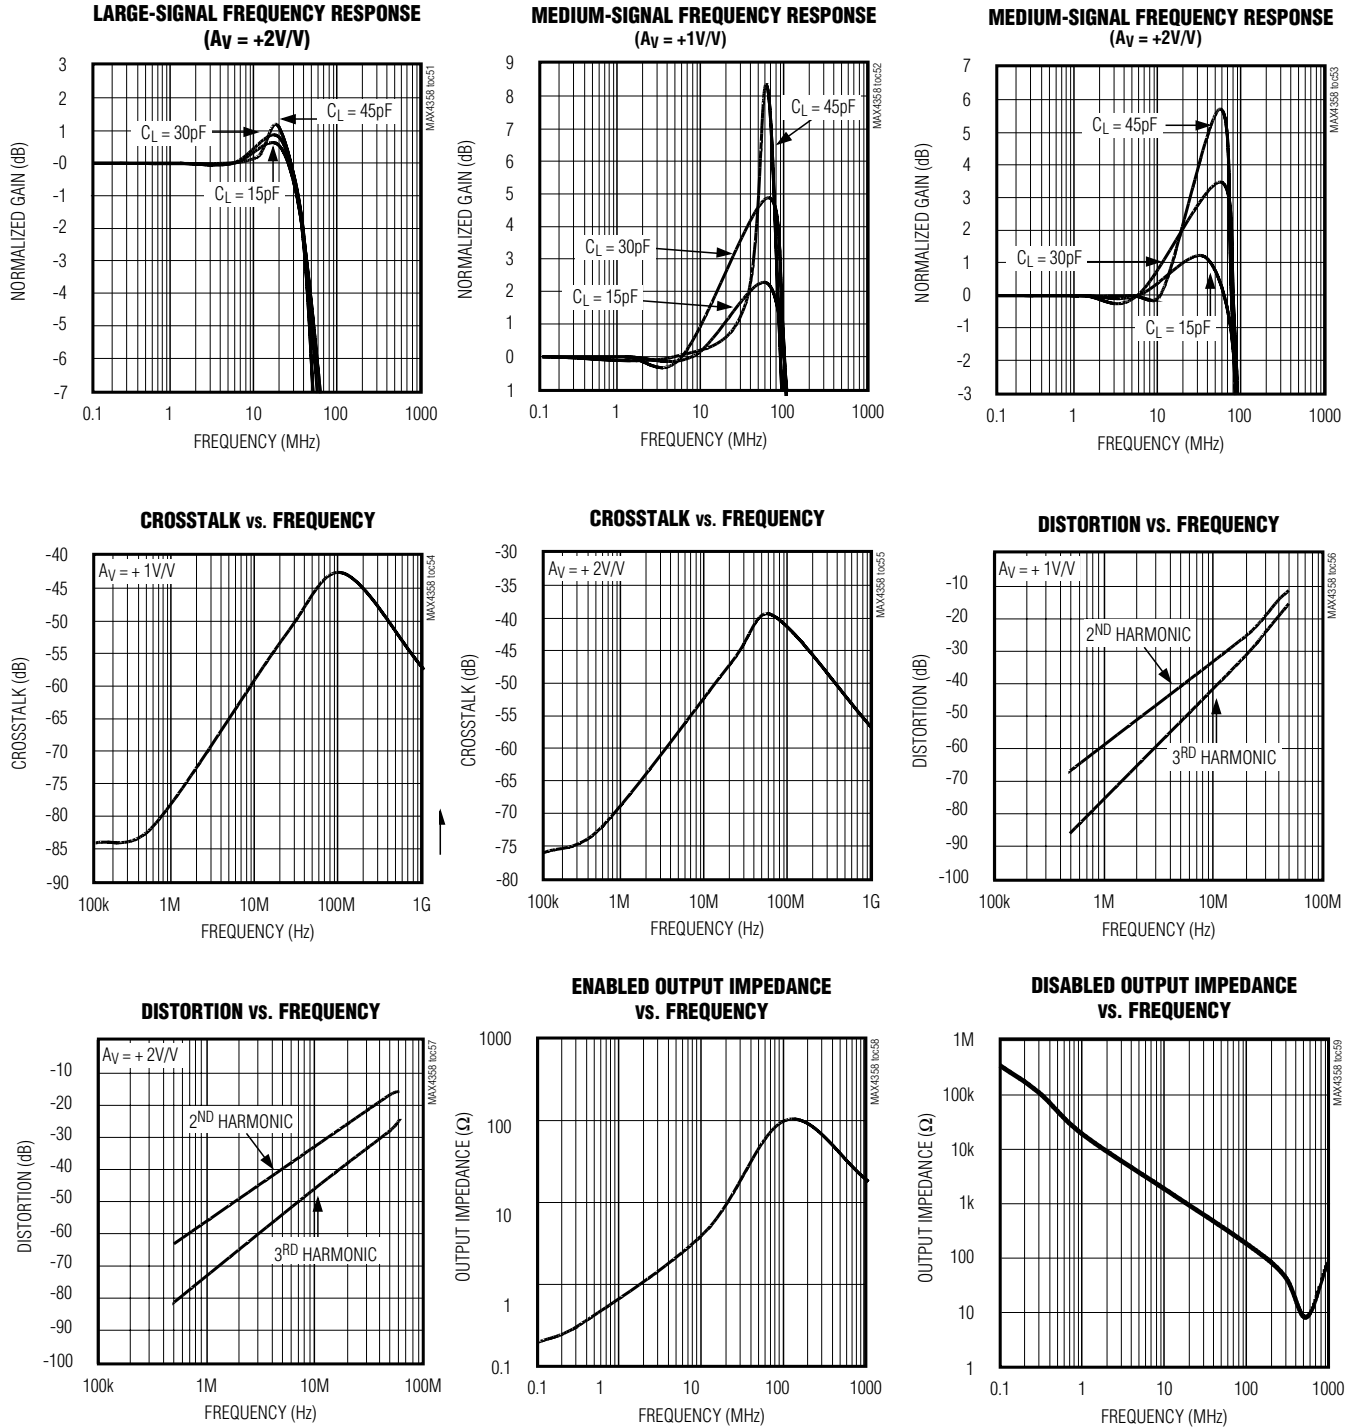 LARGE-SIGNAL FREQUENCY RESPONSE
(AV = +2V/V)
3
2
1
-0
-1
-2
-3
-4
-5
-6
-7
NORMALIZED GAIN (dB)
CL = 45pF
CL = 30pF
CL = 15pF
MAX4358 toc51
0.1
1
10
100
1000
FREQUENCY (MHz)
MEDIUM-SIGNAL FREQUENCY RESPONSE
(AV = +1V/V)
9
8
7
6
5
4
3
2
1
0
1
NORMALIZED GAIN (dB)
CL = 45pF
CL = 30pF
CL = 15pF
MAX4358 toc52
0.1
1
10
100
1000
FREQUENCY (MHz)
MEDIUM-SIGNAL FREQUENCY RESPONSE
(AV = +2V/V)
7
6
5
4
3
2
1
0
-1
-2
-3
NORMALIZED GAIN (dB)
CL = 45pF
CL = 30pF
CL = 15pF
MAX4358 toc53
0.1
1
10
100
1000
FREQUENCY (MHz)
CROSSTALK vs. FREQUENCY
-40
-45
-50
-55
-60
-65
-70
-75
-80
-85
-90
CROSSTALK (dB)
AV = + 1V/V
MAX4358 toc54
100k
1M
10M
100M
1G
FREQUENCY (Hz)
CROSSTALK vs. FREQUENCY
-30
-35
-40
-45
-50
-55
-60
-65
-70
-75
-80
CROSSTALK (dB)
AV = + 2V/V
MAX4358 toc55
100k
1M
10M
100M
1G
FREQUENCY (Hz)
DISTORTION vs. FREQUENCY
-10
-20
-30
-40
-50
-60
-70
-80
-90
-100
DISTORTION (dB)
AV = + 1V/V
2ND HARMONIC
3RD HARMONIC
MAX4358 toc56
100k
1M
10M
100M
FREQUENCY (Hz)
DISTORTION vs. FREQUENCY
-10
-20
-30
-40
-50
-60
-70
-80
-90
-100
DISTORTION (dB)
AV = + 2V/V
2ND HARMONIC
3RD HARMONIC
MAX4358 toc57
100k
1M
10M
100M
FREQUENCY (Hz)
ENABLED OUTPUT IMPEDANCE
vs. FREQUENCY
1000
100
10
1
0.1
OUTPUT IMPEDANCE (Ω)
MAX4358 toc58
0.1
1
10
100
1000
FREQUENCY (MHz)
DISABLED OUTPUT IMPEDANCE
vs. FREQUENCY
1M
100k
10k
1k
100
10
1
OUTPUT IMPEDANCE (Ω)
MAX4358 toc59
0.1
1
10
100
1000
FREQUENCY (MHz)